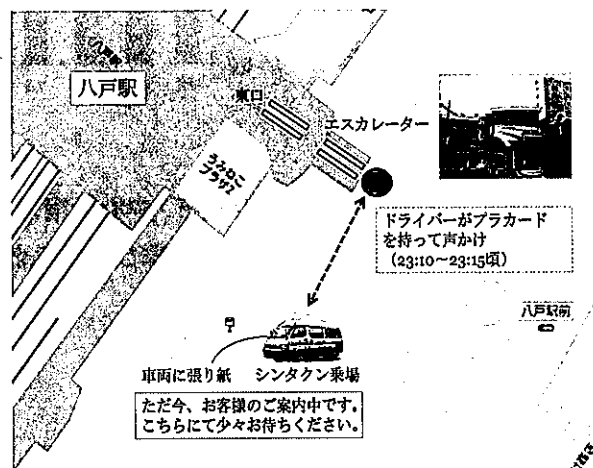 八戸駅
八戸駅
東口
エスカレーター
うみねこ
プラザ2
ドライバーがプラカード
を持って声かけ
(23:10~23:15頃)
八戸駅前
車両に張り紙
シンタクン乗場
ただ今、お客様のご案内中です。
こちらにて少々お待ちください。